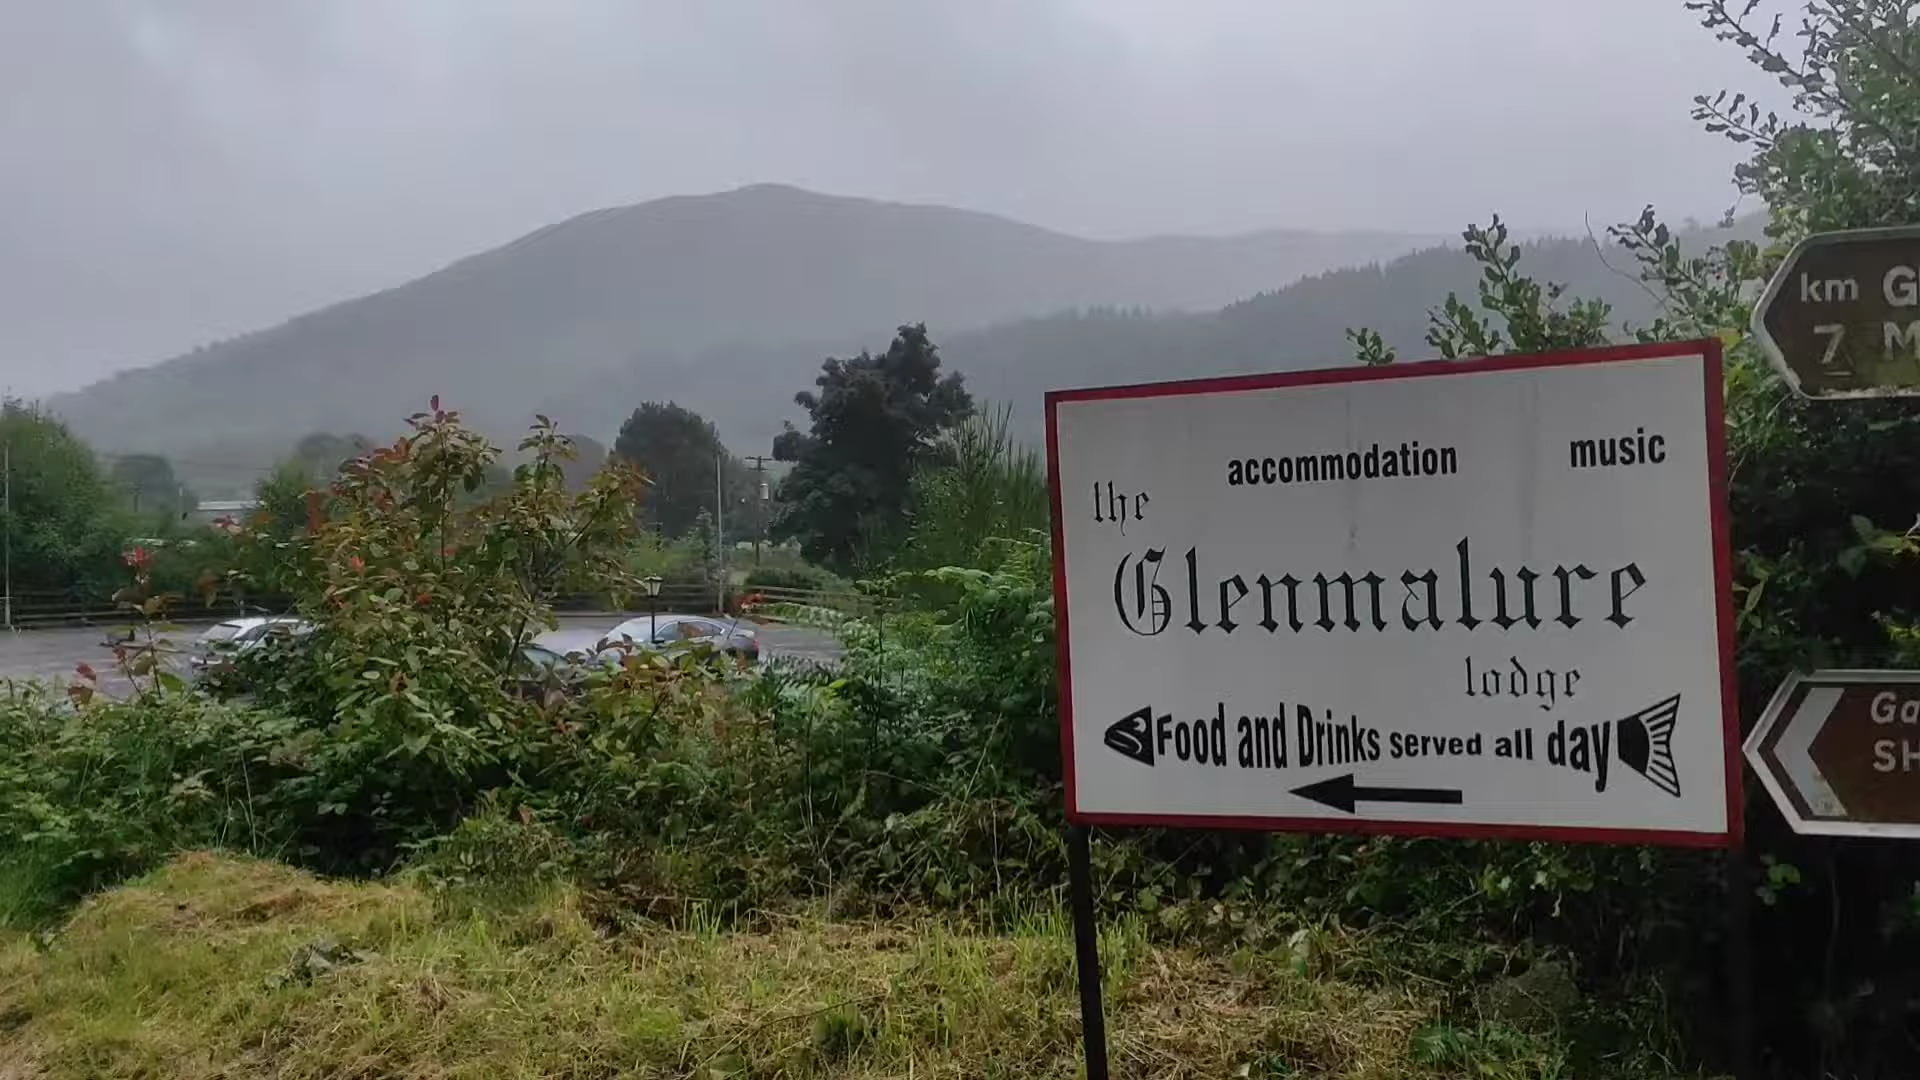 accommodation music
the
Glenmalure
lodge
Food and Drinks served all day
km
7